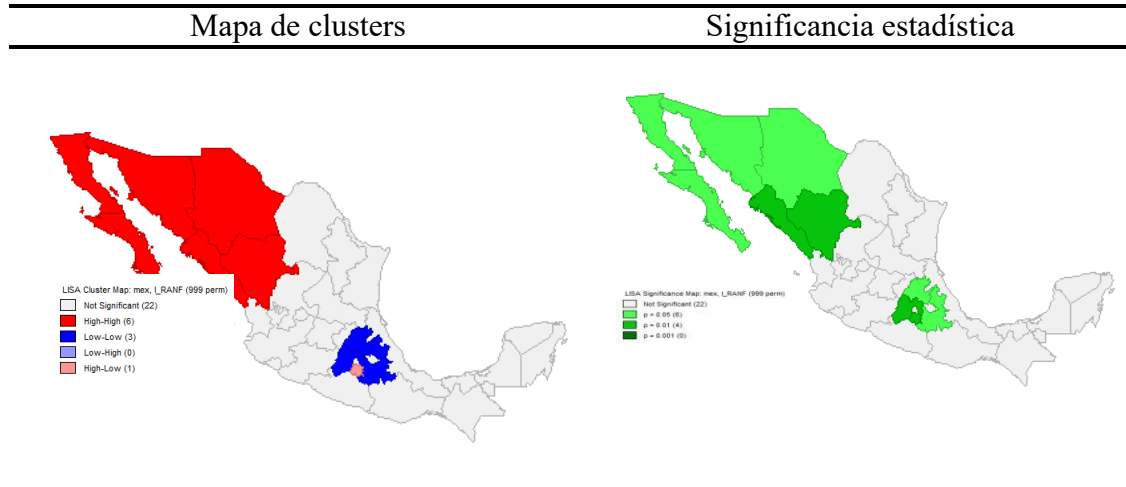 Mapa de clusters
Significancia estadística
LISA Cluster Map: mex, I_RANF (999 perm)
Not Significant (22)
High-High (6)
Low-Low (3)
Low-High (0)
High-Low (1)
LISA Significance Map: mex, I_RANF (999 perm)
Not Significant (22)
p = 0.05 (6)
p = 0.01 (4)
p = 0.001 (0)